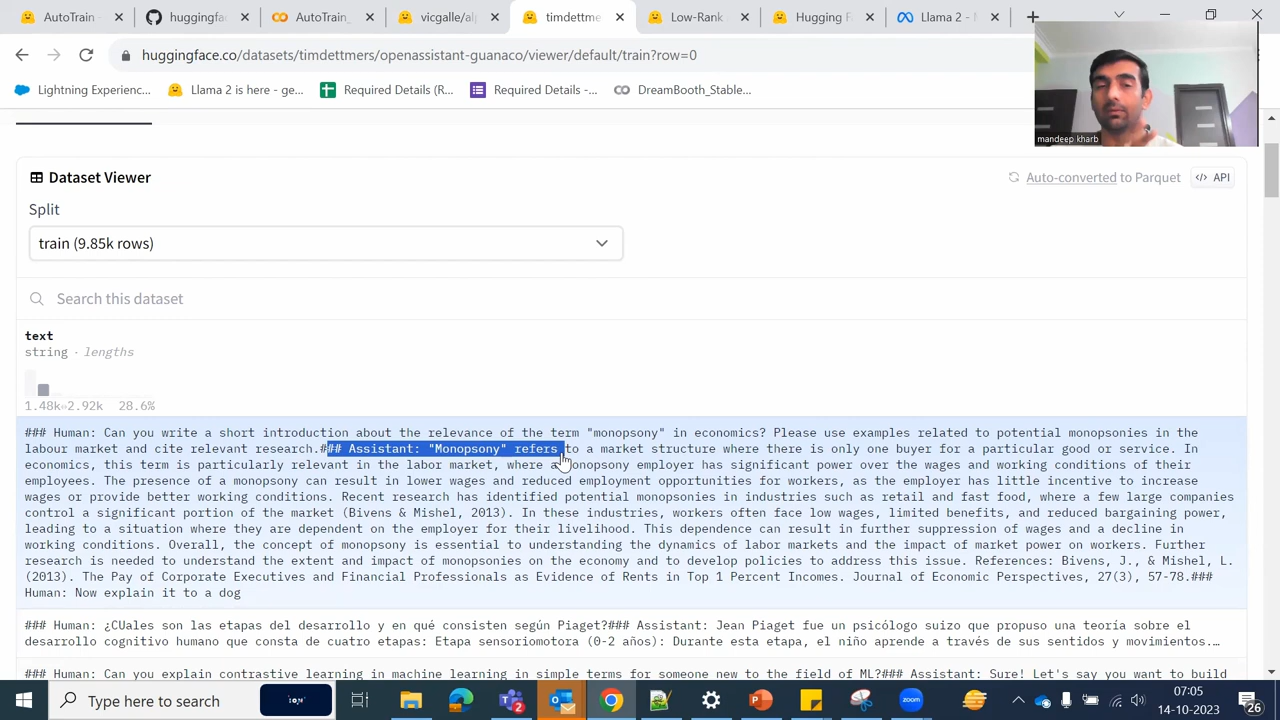 AutoTrain -
huggingfac
AutoTrain_
vicgalle/alp
timdettme
Low-Rank
Hugging F
Llama 2 -
huggingface.co/datasets/timdettmers/openassistant-guanaco/viewer/default/train?row=0
Lightning Experienc...
Llama 2 is here - ge...
Required Details (R...
Required Details -...
DreamBooth_Stable...
mandeep kharb
Dataset Viewer
Auto-converted to Parquet
</> API
Split
train (9.85k rows)
Search this dataset
text
string · lengths
1.48k↔2.92k 28.6%
### Human: Can you write a short introduction about the relevance of the term "monopsony" in economics? Please use examples related to potential monopsonies in the
labour market and cite relevant research.### Assistant: "Monopsony" refers to a market structure where there is only one buyer for a particular good or service. In
economics, this term is particularly relevant in the labor market, where a monopsony employer has significant power over the wages and working conditions of their
employees. The presence of a monopsony can result in lower wages and reduced employment opportunities for workers, as the employer has little incentive to increase
wages or provide better working conditions. Recent research has identified potential monopsonies in industries such as retail and fast food, where a few large companies
control a significant portion of the market (Bivens & Mishel, 2013). In these industries, workers often face low wages, limited benefits, and reduced bargaining power,
leading to a situation where they are dependent on the employer for their livelihood. This dependence can result in further suppression of wages and a decline in
working conditions. Overall, the concept of monopsony is essential to understanding the dynamics of labor markets and the impact of market power on workers. Further
research is needed to understand the extent and impact of monopsonies on the economy and to develop policies to address this issue. References: Bivens, J., & Mishel, L.
(2013). The Pay of Corporate Executives and Financial Professionals as Evidence of Rents in Top 1 Percent Incomes. Journal of Economic Perspectives, 27(3), 57-78.###
Human: Now explain it to a dog
### Human: ¿CUales son las etapas del desarrollo y en qué consisten según Piaget?### Assistant: Jean Piaget fue un psicólogo suizo que propuso una teoría sobre el
desarrollo cognitivo humano que consta de cuatro etapas: Etapa sensoriomotora (0-2 años): Durante esta etapa, el niño aprende a través de sus sentidos y movimientos.…
### Human: Can you explain contrastive learning in machine learning in simple terms for someone new to the field of ML?### Assistant: Sure! Let's say you want to build
Type here to search
07:05
14-10-2023
26